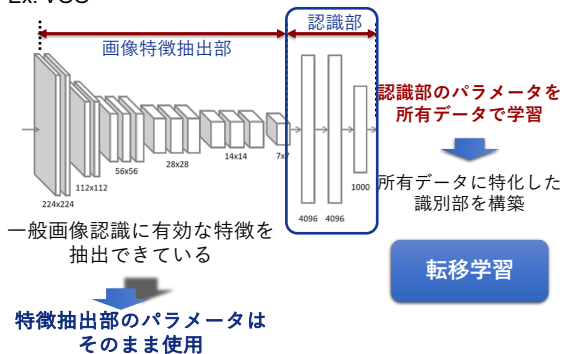 Ex. VGG
画像特徴抽出部
認識部
224x224
112x112
56x56
28x28
14x14
7x7
4096
4096
1000
認識部のパラメータを
所有データで学習
所有データに特化した
識別部を構築
転移学習
一般画像認識に有効な特徴を
抽出できている
特徴抽出部のパラメータは
そのまま使用